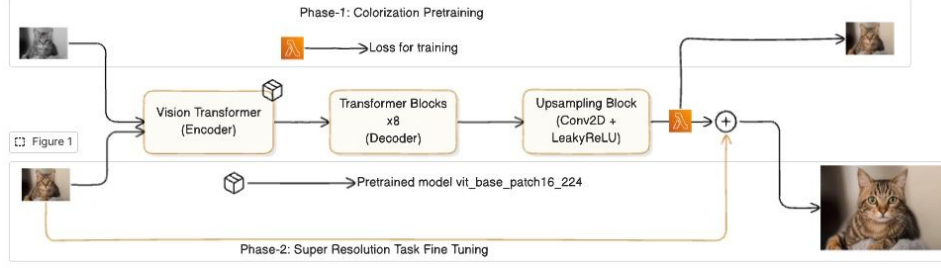 Phase-1: Colorization Pretraining
λ
Loss for training
Vision Transformer
(Encoder)
Transformer Blocks
x8
(Decoder)
Upsampling Block
(Conv2D +
LeakyReLU)
λ
+
Figure 1
Pretrained model vit_base_patch16_224
Phase-2: Super Resolution Task Fine Tuning